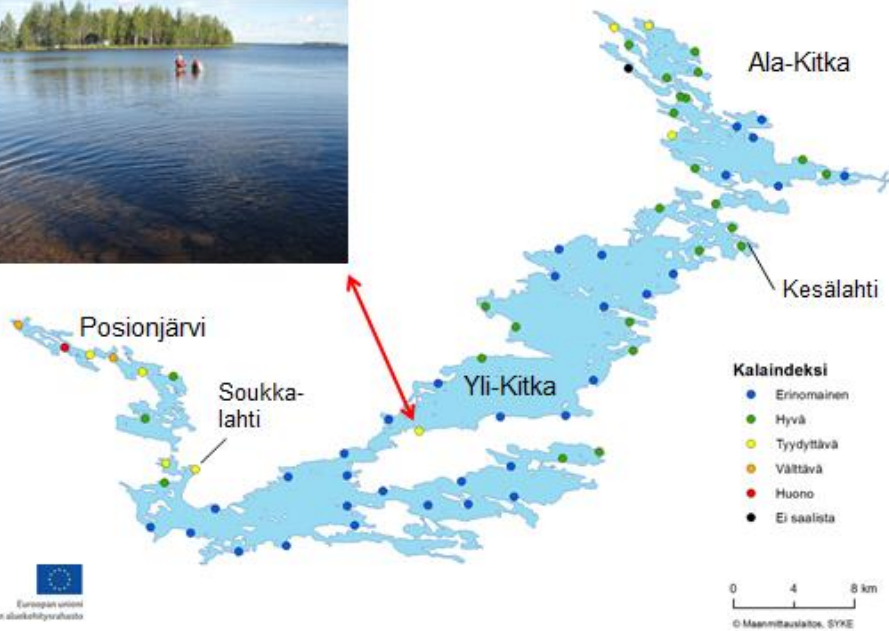 Ala-Kitka
Kesälahti
Posionjärvi
Soukka-
lahti
Yli-Kitka
Kalaindeksi
Erinomainen
Hyvä
Tyydyttävä
Välttävä
Huono
Ei saalista
Euroopan unioni
n aluekehitysrahasto
0 4 8 km
© Maanmittauslaitos, SYKE